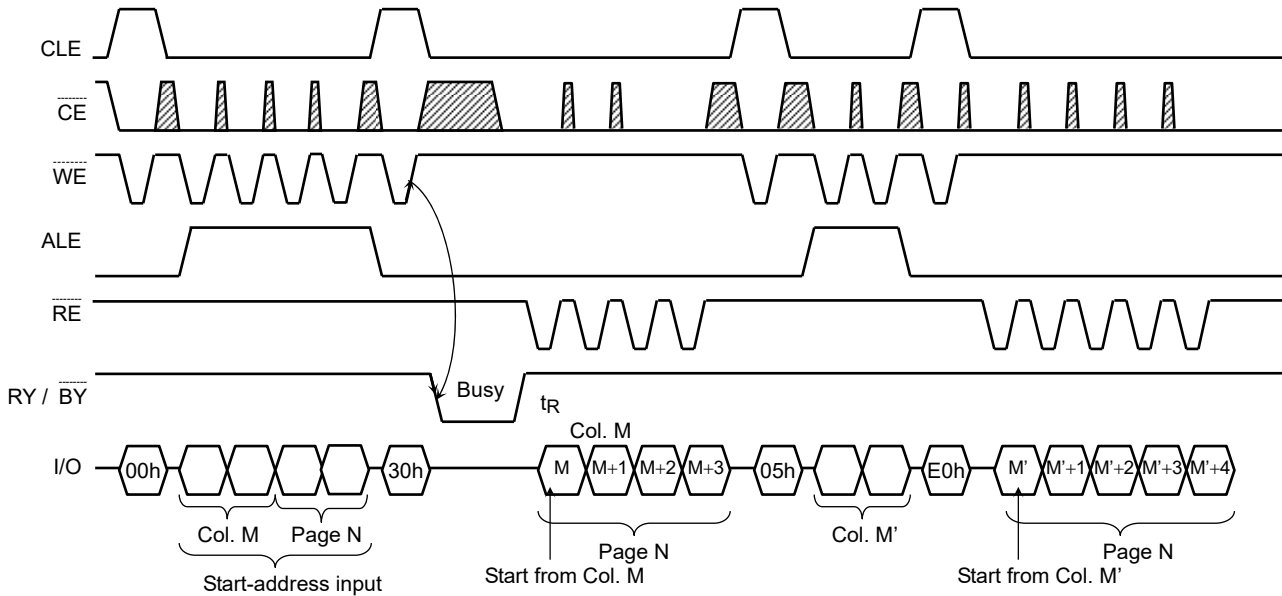 CLE
CE
WE
ALE
RE
RY / BY
Busy
tR
Col. M
I/O
00h
30h
M
M+1
M+2
M+3
05h
E0h
M'
M'+1
M'+2
M'+3
M'+4
Col. M
Page N
Start-address input
Page N
Start from Col. M
Col. M'
Page N
Start from Col. M'